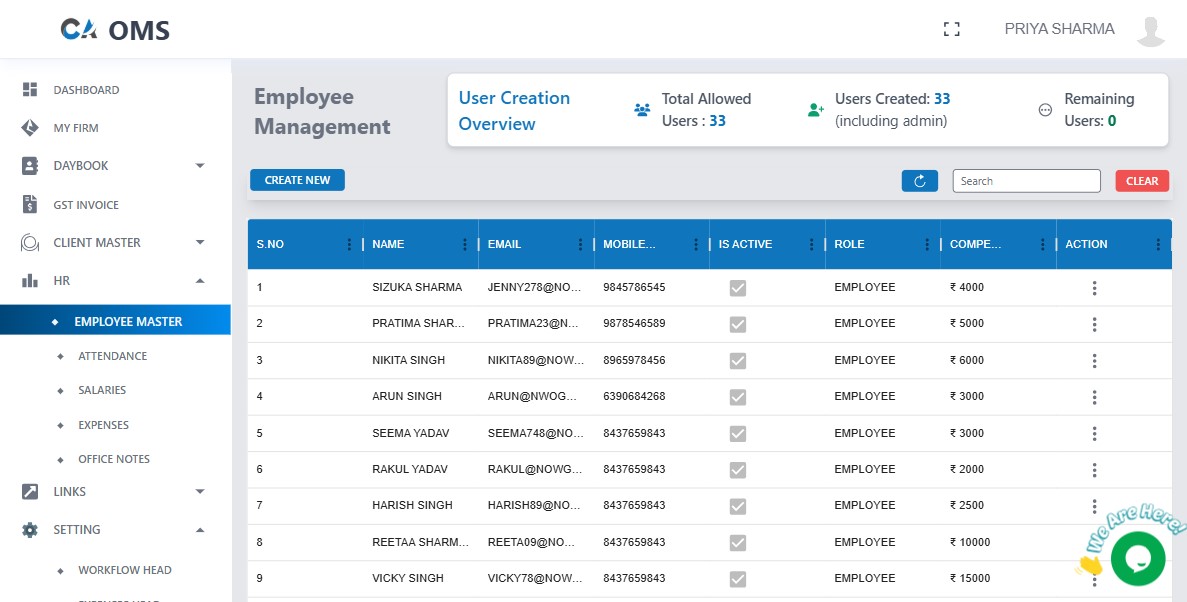 CA OMS
PRIYA SHARMA
DASHBOARD
MY FIRM
DAYBOOK
GST INVOICE
CLIENT MASTER
HR
EMPLOYEE MASTER
ATTENDANCE
SALARIES
EXPENSES
OFFICE NOTES
LINKS
SETTING
WORKFLOW HEAD
Employee
Management
User Creation
Overview
Total Allowed
Users : 33
Users Created: 33
(including admin)
Remaining
Users: 0
CREATE NEW
Search
CLEAR
S.NO NAME EMAIL MOBILE... IS ACTIVE ROLE COMPE... ACTION
1 SIZUKA SHARMA JENNY278@NO... 9845786545 EMPLOYEE ₹ 4000
2 PRATIMA SHAR... PRATIMA23@N... 9878546589 EMPLOYEE ₹ 5000
3 NIKITA SINGH NIKITA89@NOW... 8965978456 EMPLOYEE ₹ 6000
4 ARUN SINGH ARUN@NWOG... 6390684268 EMPLOYEE ₹ 3000
5 SEEMA YADAV SEEMA748@NO... 8437659843 EMPLOYEE ₹ 3000
6 RAKUL YADAV RAKUL@NOWG... 8437659843 EMPLOYEE ₹ 2000
7 HARISH SINGH HARISH89@NO... 8437659843 EMPLOYEE ₹ 2500
8 REETAA SHARM... REETA09@NO... 8437659843 EMPLOYEE ₹ 10000
9 VICKY SINGH VICKY78@NOW... 8437659843 EMPLOYEE ₹ 15000
We Are Here!